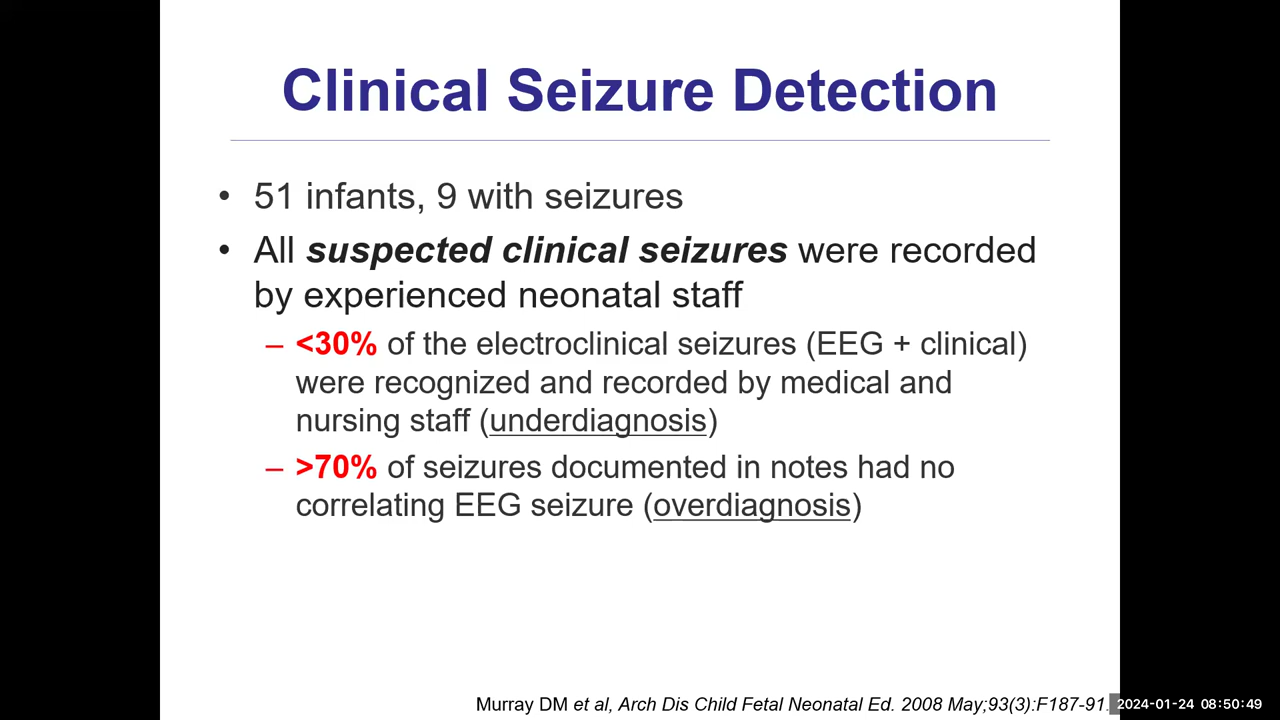 Clinical Seizure Detection
• 51 infants, 9 with seizures
• All suspected clinical seizures were recorded
by experienced neonatal staff
– <30% of the electroclinical seizures (EEG + clinical)
were recognized and recorded by medical and
nursing staff (underdiagnosis)
– >70% of seizures documented in notes had no
correlating EEG seizure (overdiagnosis)
Murray DM et al, Arch Dis Child Fetal Neonatal Ed. 2008 May;93(3):F187-91.
2024-01-24 08:50:49